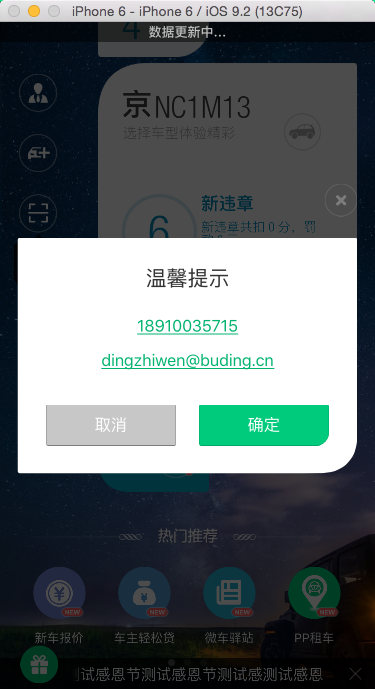 iPhone 6 - iPhone 6 / iOS 9.2 (13C75)
数据更新中...
4
京NC1M13
选择车型体验精彩
6
新违章
新违章共扣0分，罚
温馨提示
18910035715
dingzhiwen@buding.cn
取消
确定
热门推荐
NEW
NEW
NEW
NEW
新车报价
车主轻松贷
微车驿站
PP租车
试感恩节测试感恩节测试感测试感恩